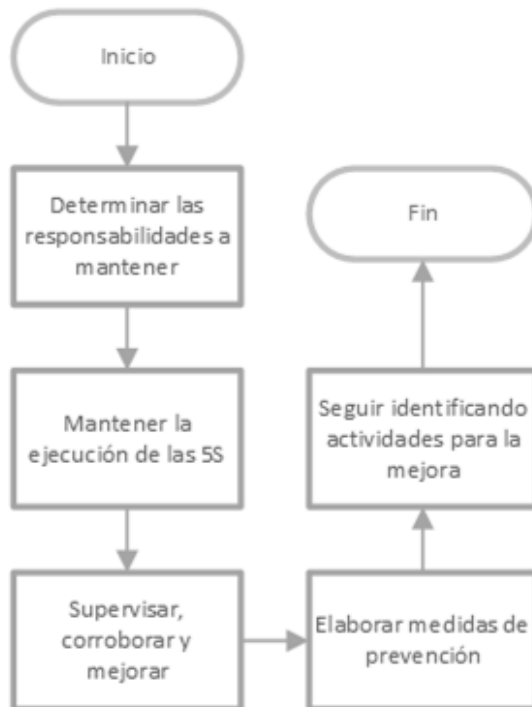 Inicio
Determinar las
responsabilidades a
mantener
Mantener la
ejecución de las 5S
Supervisar,
corroborar y
mejorar
Elaborar medidas de
prevención
Seguir identificando
actividades para la
mejora
Fin